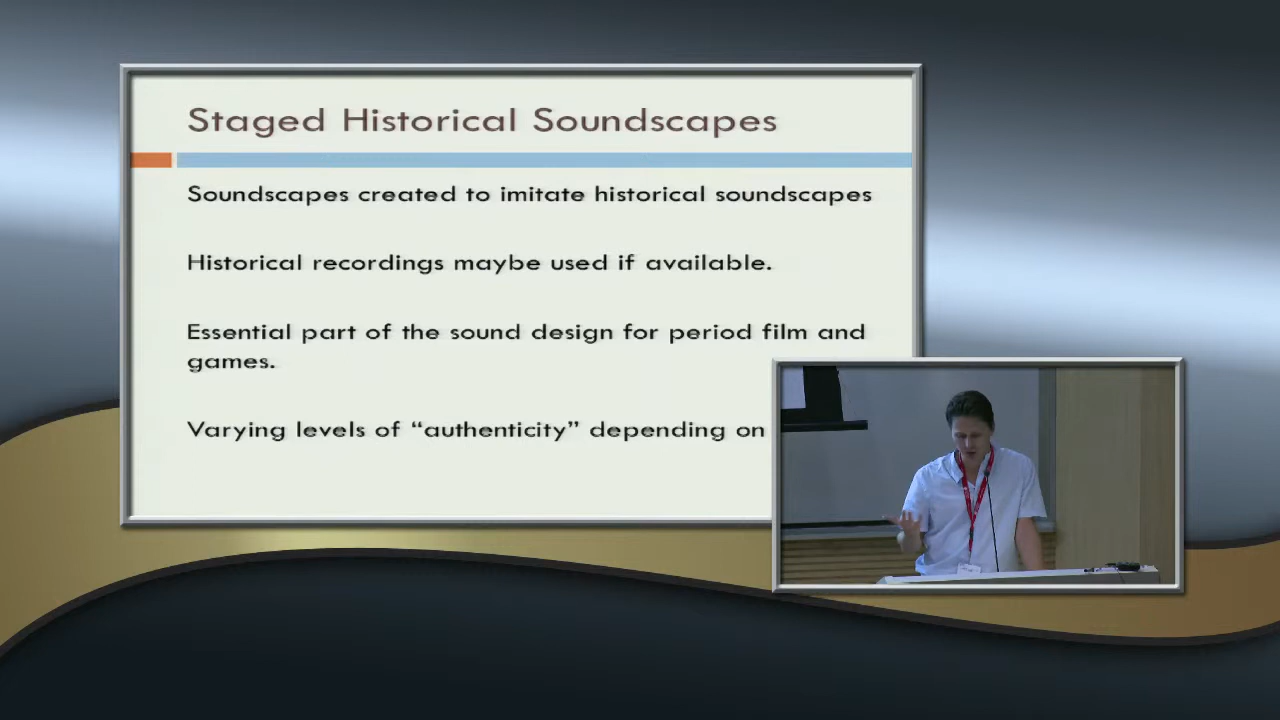 Staged Historical Soundscapes
Soundscapes created to imitate historical soundscapes
Historical recordings maybe used if available.
Essential part of the sound design for period film and
games.
Varying levels of “authenticity” depending on